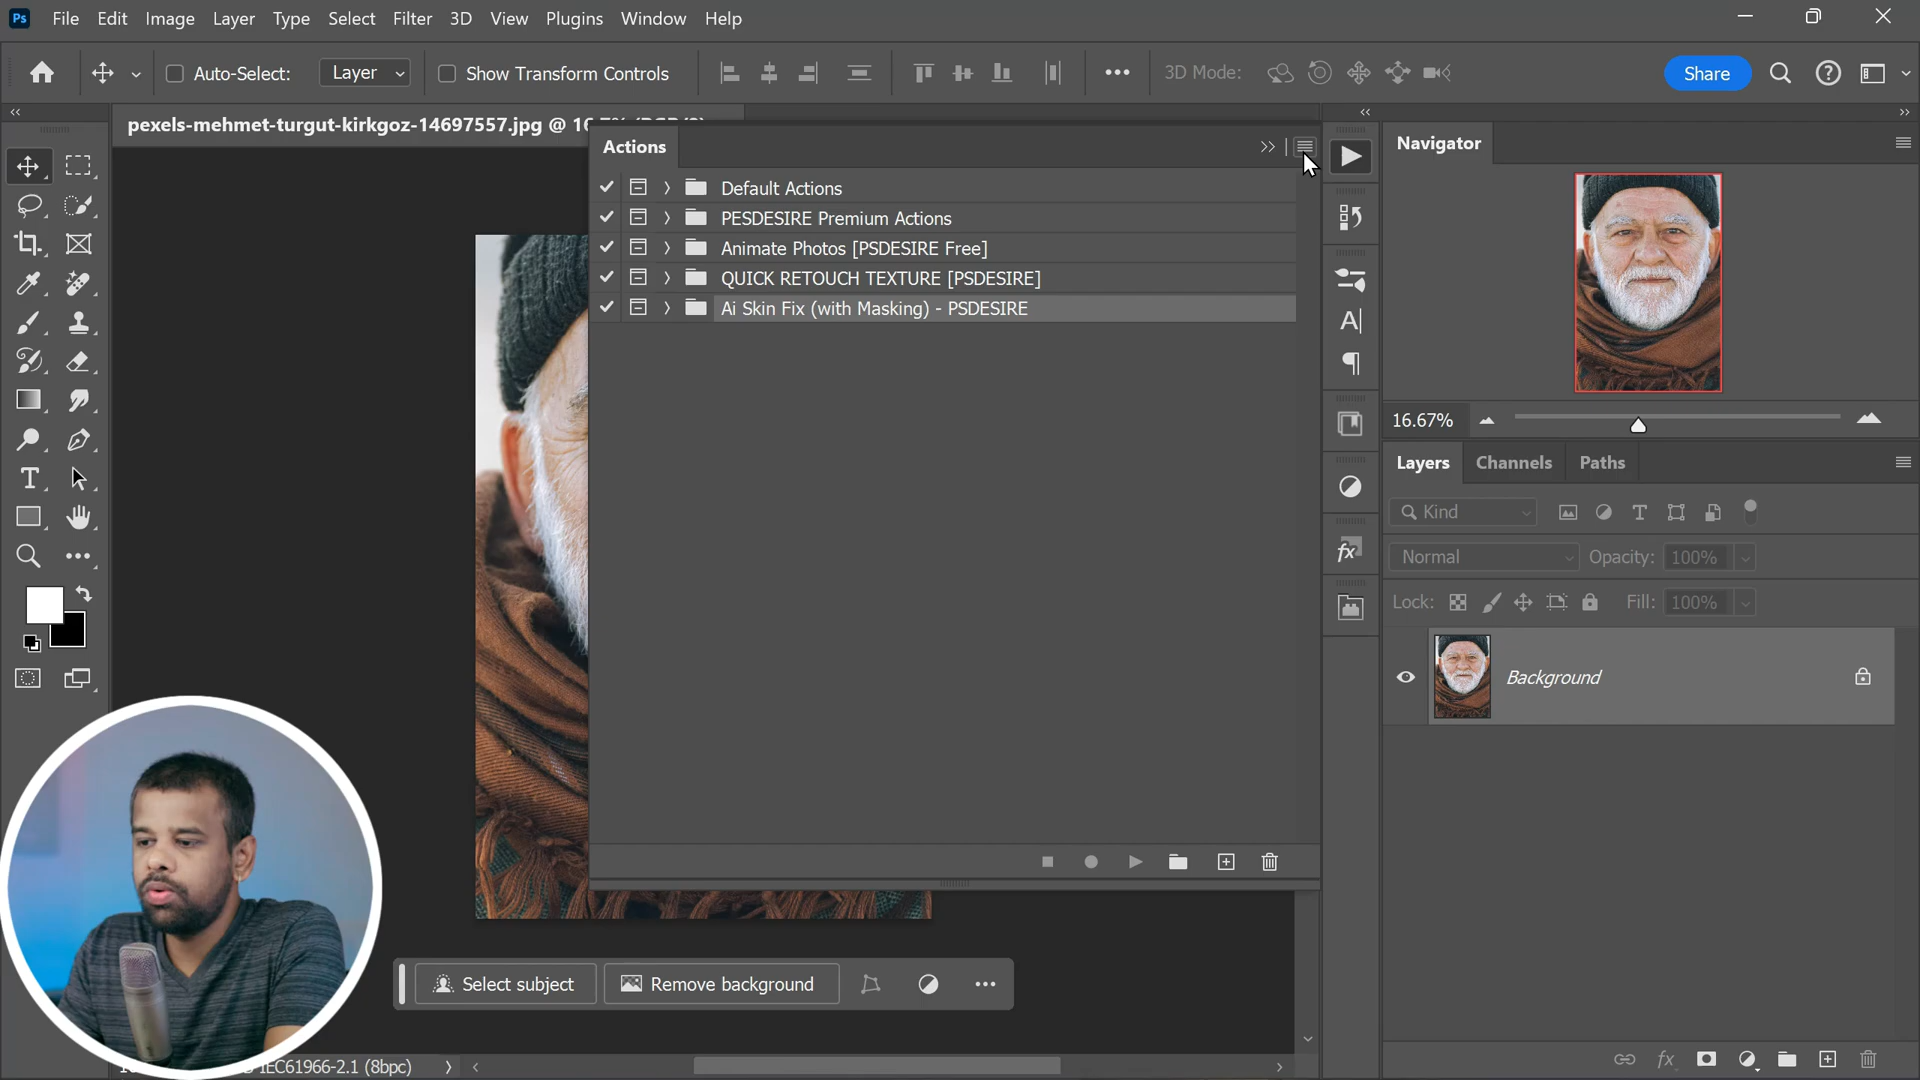 Ps File Edit Image Layer Type Select Filter 3D View Plugins Window Help
Auto-Select: Layer Show Transform Controls 3D Mode: Share
pexels-mehmet-turgut-kirkgoz-14697557.jpg @
Actions
Default Actions
PESDESIRE Premium Actions
Animate Photos [PSDESIRE Free]
QUICK RETOUCH TEXTURE [PSDESIRE]
Ai Skin Fix (with Masking) - PSDESIRE
Navigator
16.67%
Layers Channels Paths
Kind
Normal Opacity: 100%
Lock: Fill: 100%
Background
Select subject Remove background
IEC61966-2.1 (8bpc)